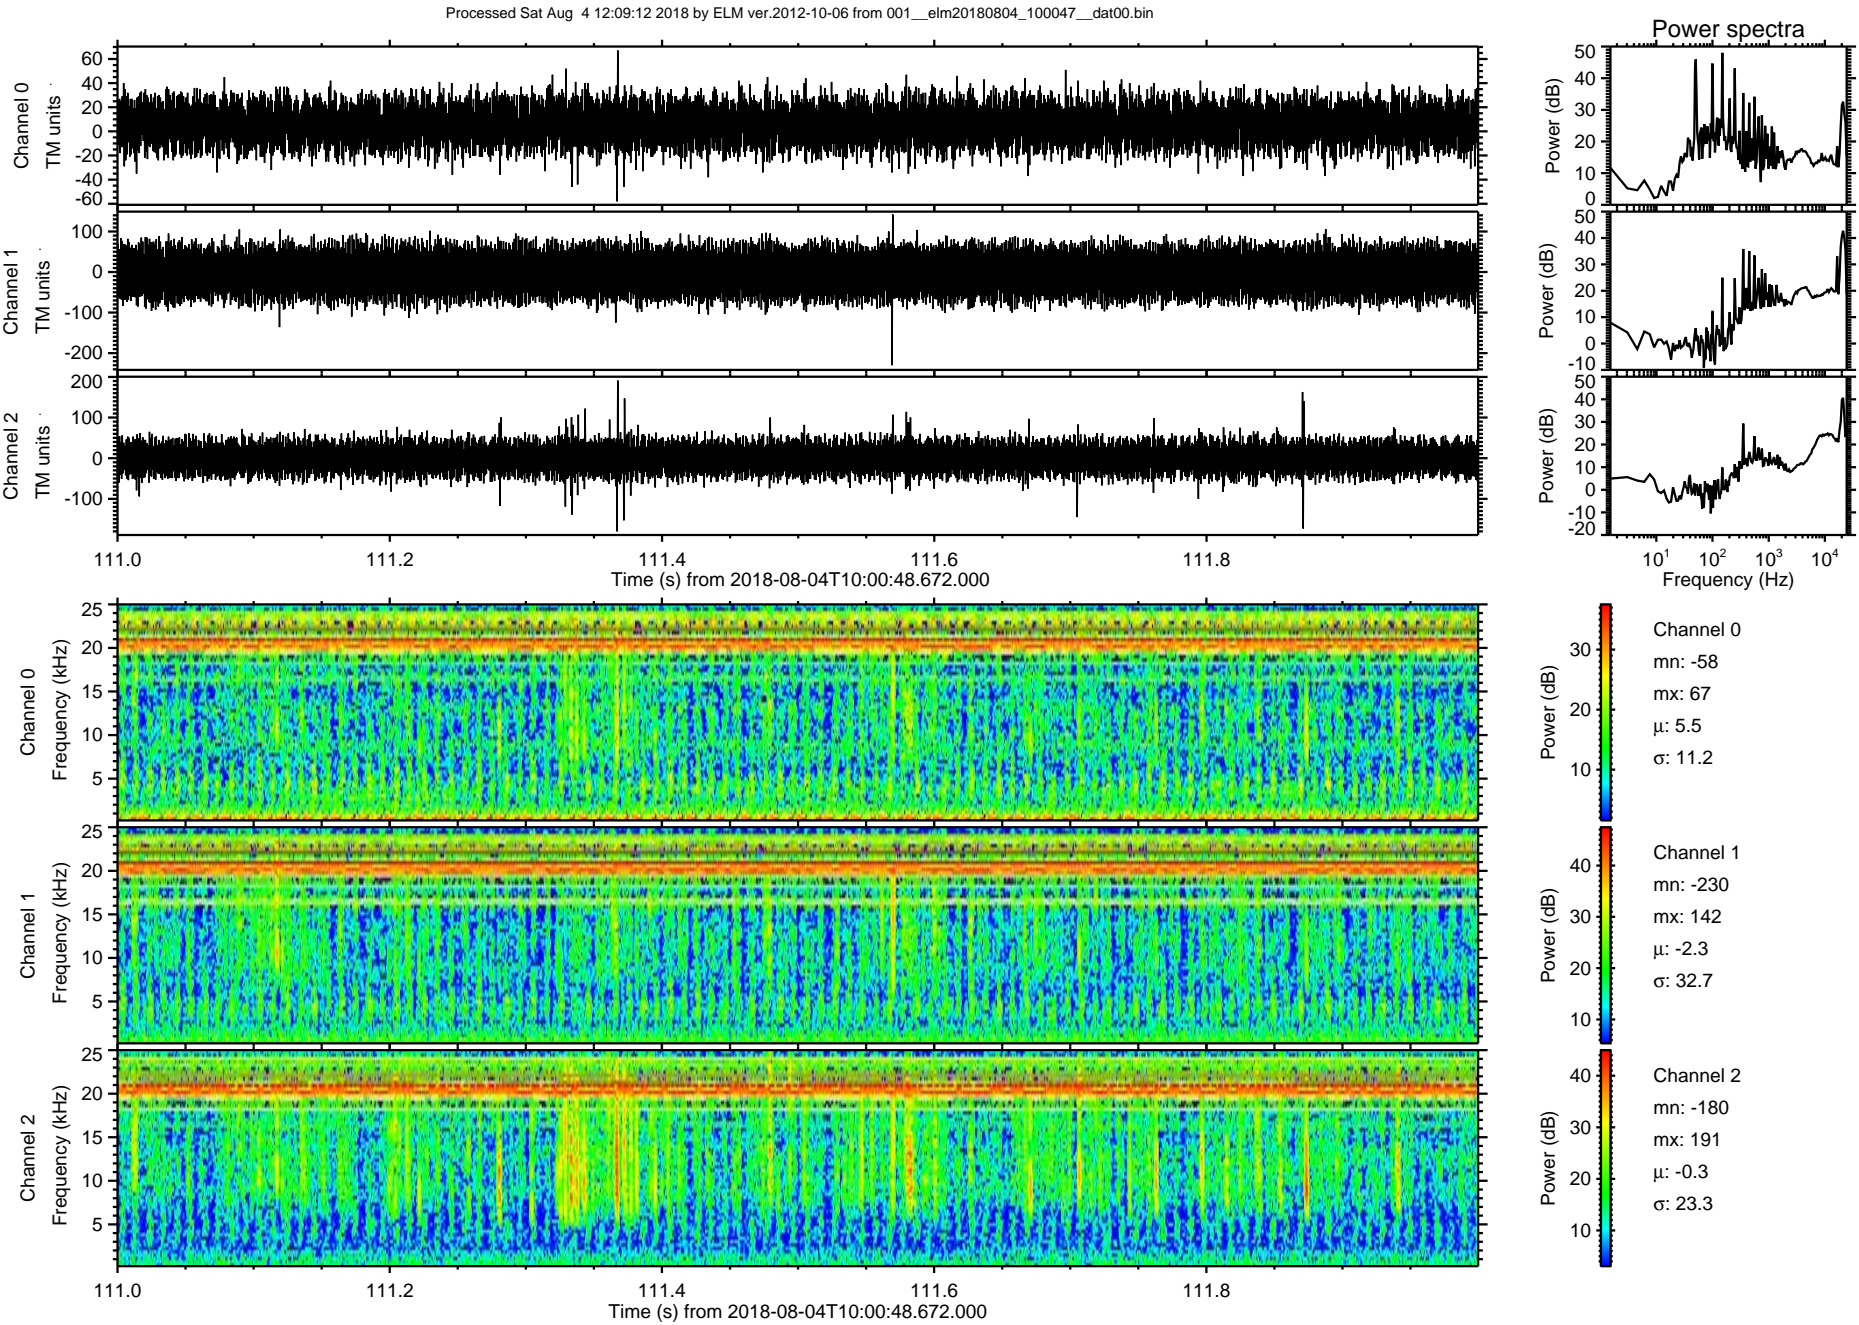 Processed Sat Aug  4 12:09:12 2018 by ELM ver.2012-10-06 from 001__elm20180804_100047__dat00.bin
Power spectra
Channel 0
TM units
60
40
20
0
-20
-40
-60
Power (dB)
50
40
30
20
10
0
Channel 1
TM units
100
0
-100
-200
Power (dB)
50
40
30
20
10
0
-10
Channel 2
TM units
200
100
0
-100
Power (dB)
50
40
30
20
10
0
-10
-20
111.0 111.2 111.4 111.6 111.8
Time (s) from 2018-08-04T10:00:48.672.000
10¹ 10² 10³ 10⁴
Frequency (Hz)
Channel 0
Frequency (kHz)
25
20
15
10
5
Power (dB)
30
20
10
Channel 0
mn: -58
mx: 67
μ: 5.5
σ: 11.2
Channel 1
Frequency (kHz)
25
20
15
10
5
Power (dB)
40
30
20
10
Channel 1
mn: -230
mx: 142
μ: -2.3
σ: 32.7
Channel 2
Frequency (kHz)
25
20
15
10
5
Power (dB)
40
30
20
10
Channel 2
mn: -180
mx: 191
μ: -0.3
σ: 23.3
111.0 111.2 111.4 111.6 111.8
Time (s) from 2018-08-04T10:00:48.672.000